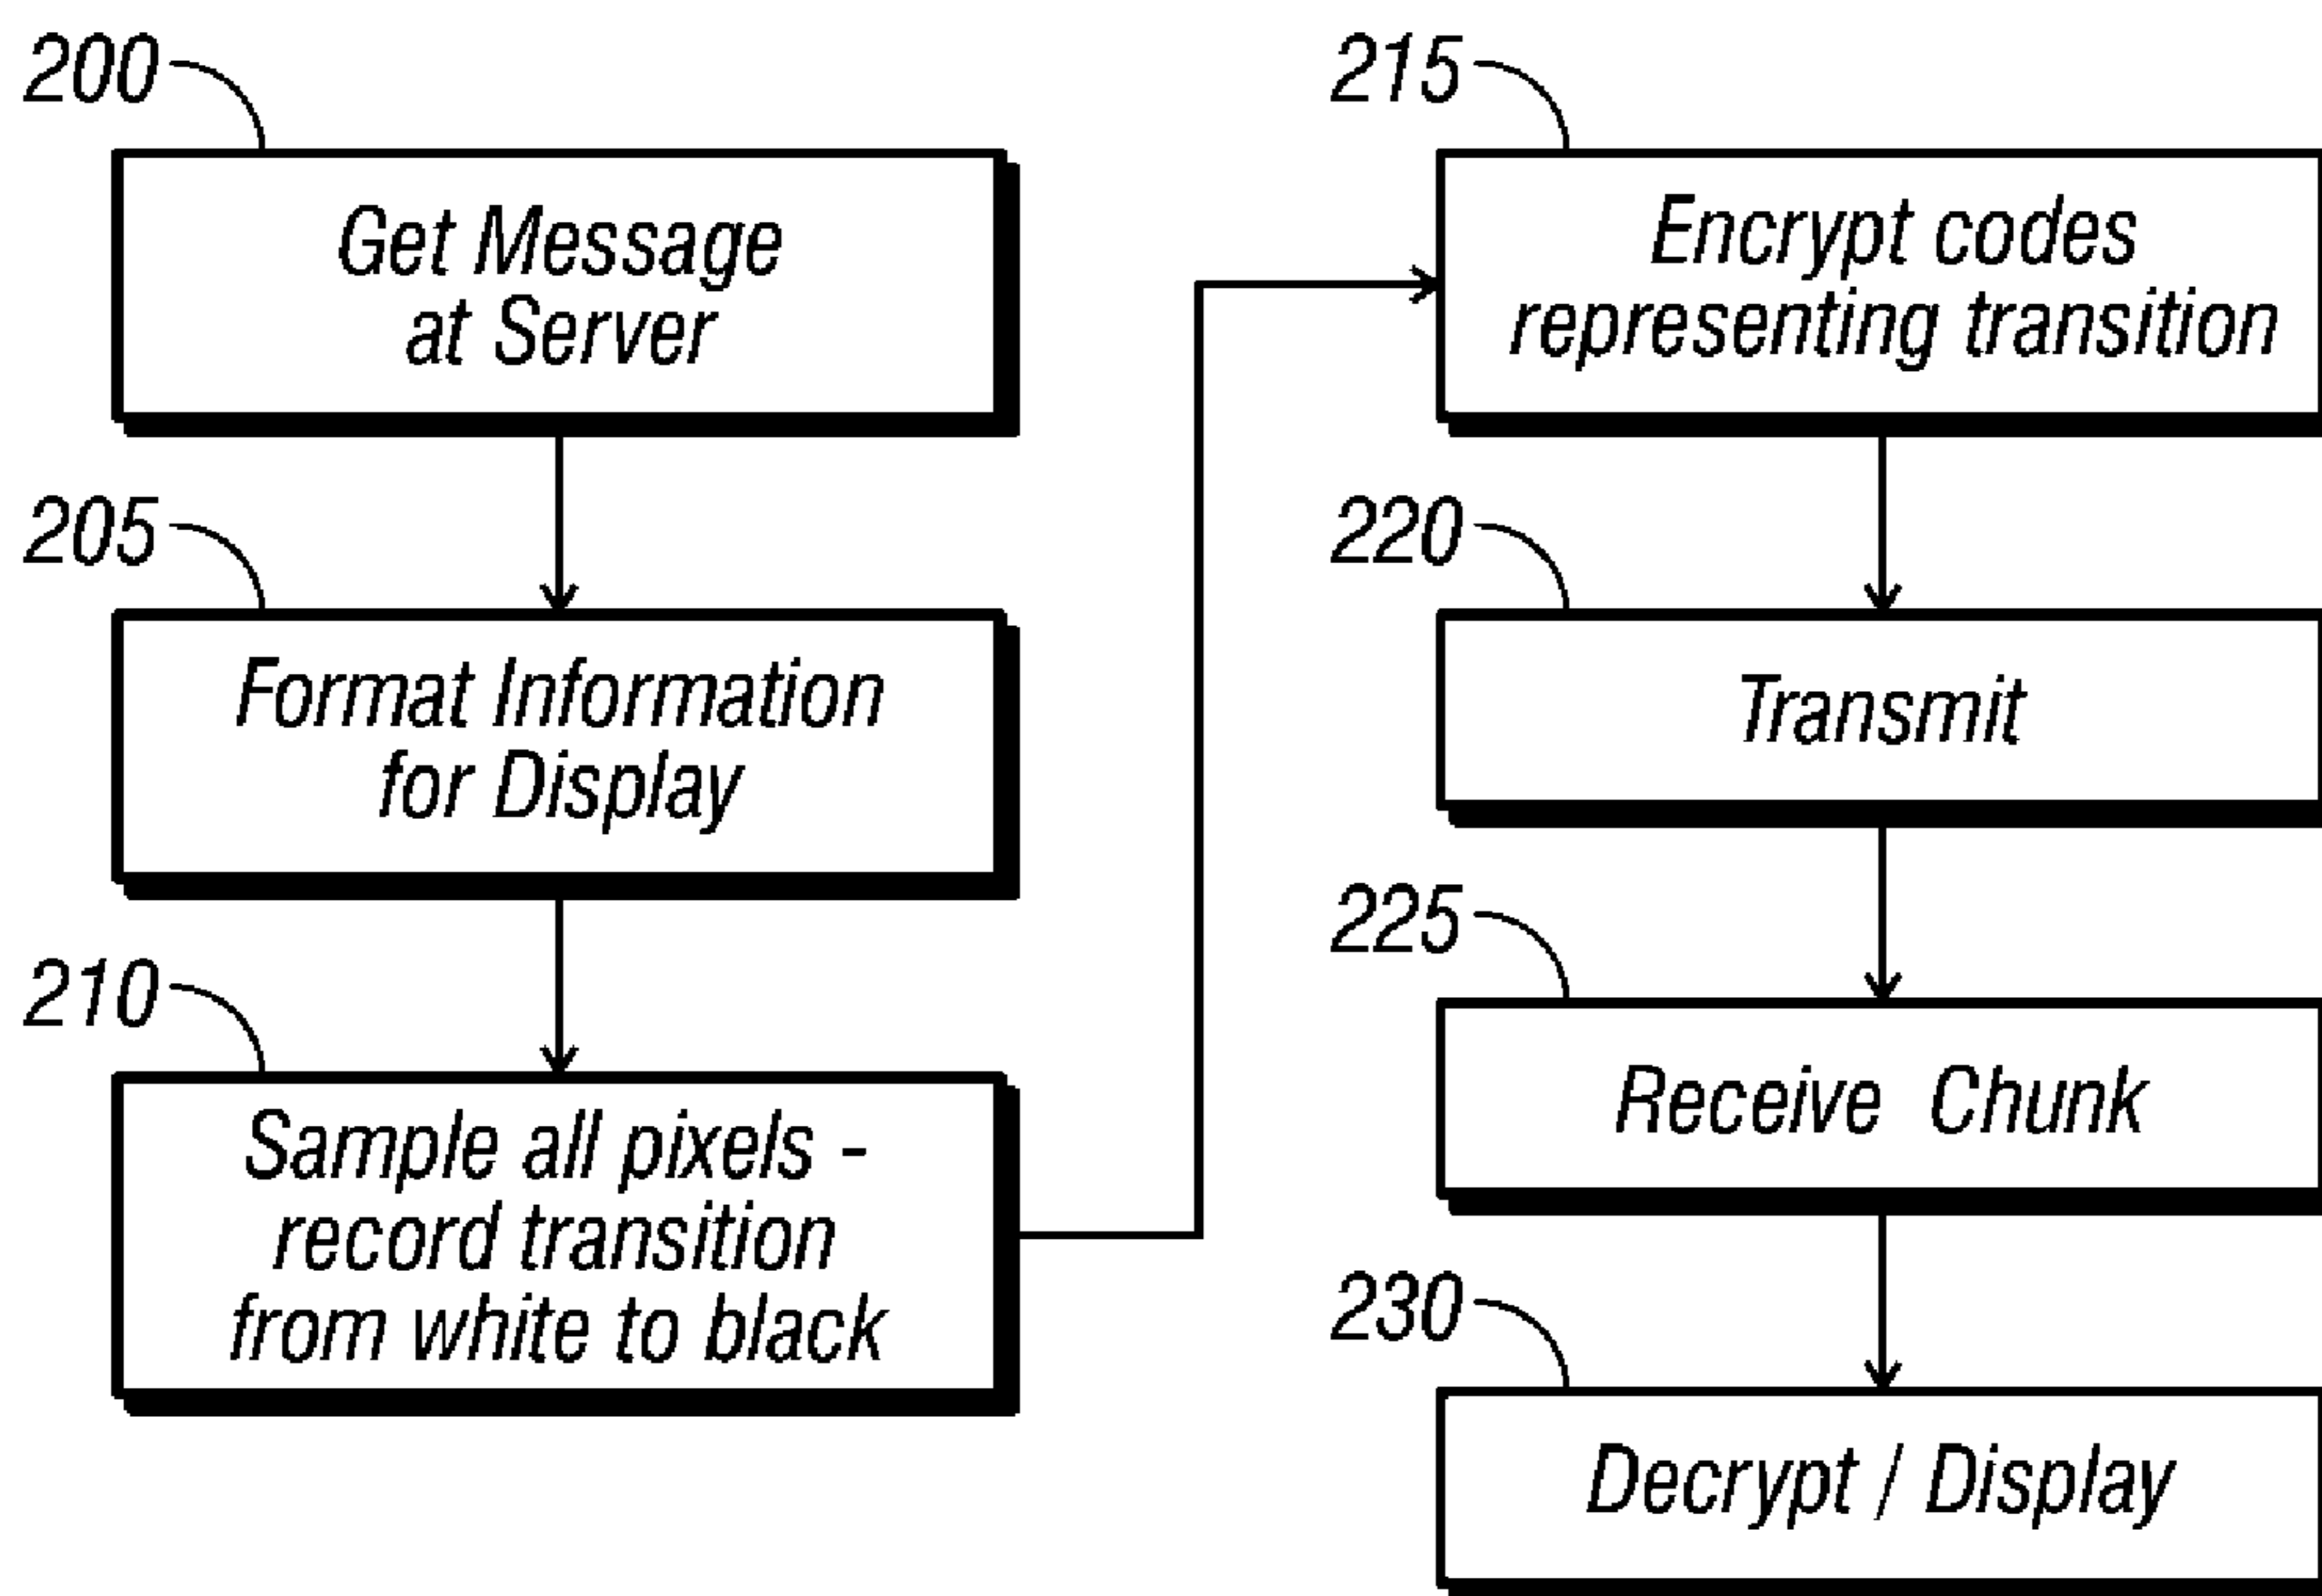 200
Get Message
at Server
205
Format Information
for Display
210
Sample all pixels -
record transition
from white to black
215
Encrypt codes
representing transition
220
Transmit
225
Receive Chunk
230
Decrypt / Display